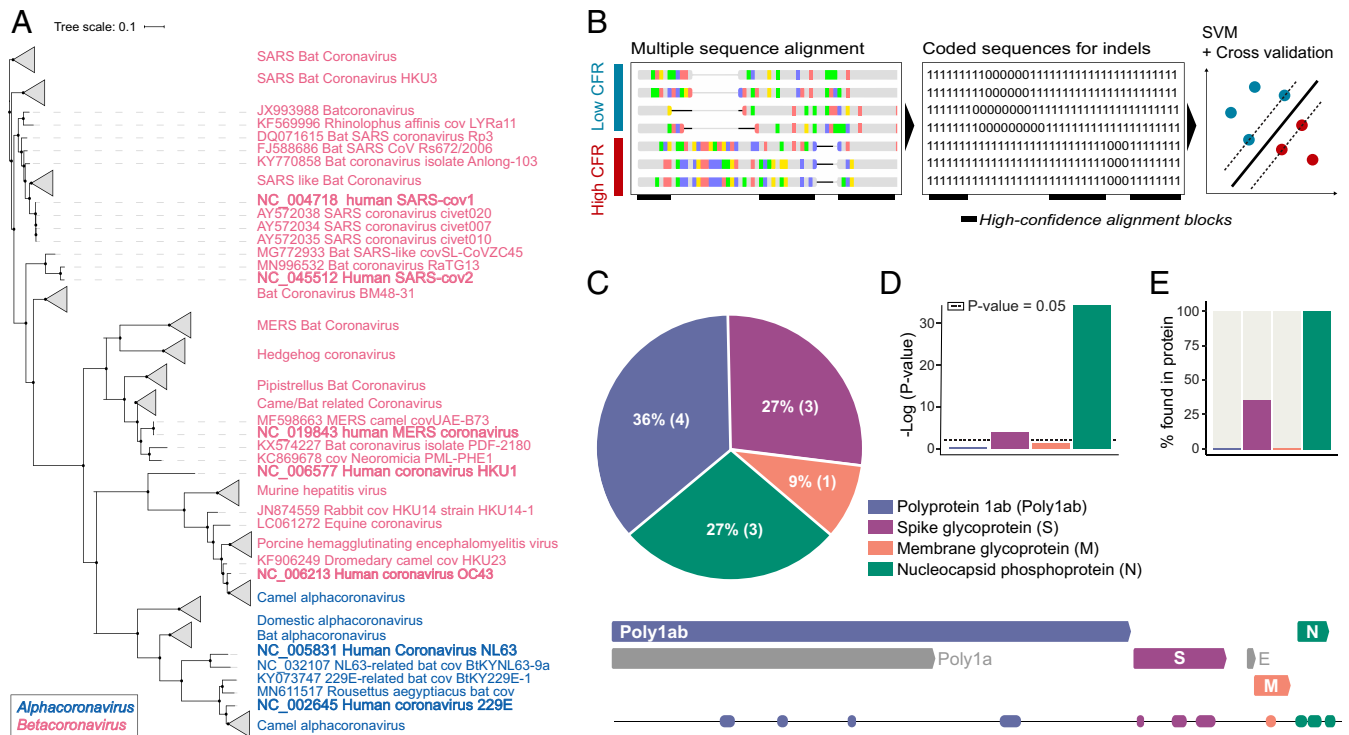 A
Tree scale: 0.1
SARS Bat Coronavirus
SARS Bat Coronavirus HKU3
JX993988 Batcoronavirus
KF569996 Rhinolophus affinis cov LYRa11
DQ071615 Bat SARS coronavirus Rp3
FJ588686 Bat SARS CoV Rs672/2006
KY770858 Bat coronavirus isolate Anlong-103
SARS like Bat Coronavirus
NC_004718 human SARS-cov1
AY572038 SARS coronavirus civet020
AY572034 SARS coronavirus civet007
AY572035 SARS coronavirus civet010
MG772933 Bat SARS-like covSL-CoVZC45
MN996532 Bat coronavirus RaTG13
NC_045512 Human SARS-cov2
Bat Coronavirus BM48-31
MERS Bat Coronavirus
Hedgehog coronavirus
Pipistrellus Bat Coronavirus
Came/Bat related Coronavirus
MF598663 MERS camel covUAE-B73
NC_019843 human MERS coronavirus
KX574227 Bat coronavirus isolate PDF-2180
KC869678 cov Neoromicia PML-PHE1
NC_006577 Human coronavirus HKU1
Murine hepatitis virus
JN874559 Rabbit cov HKU14 strain HKU14-1
LC061272 Equine coronavirus
Porcine hemagglutinating encephalomyelitis virus
KF906249 Dromedary camel cov HKU23
NC_006213 Human coronavirus OC43
Camel alphacoronavirus
Domestic alphacoronavirus
Bat alphacoronavirus
NC_005831 Human Coronavirus NL63
NC_032107 NL63-related bat cov BtKYNL63-9a
KY073747 229E-related bat cov BtKY229E-1
MN611517 Rousettus aegyptiacus bat cov
NC_002645 Human coronavirus 229E
Camel alphacoronavirus
Alphacoronavirus
Betacoronavirus
B
Multiple sequence alignment
Low CFR
High CFR
Coded sequences for indels
High-confidence alignment blocks
SVM
+ Cross validation
C
36% (4)
27% (3)
9% (1)
27% (3)
D
P-value = 0.05
-Log (P-value)
30
20
10
0
E
% found in protein
100
75
50
25
0
Polyprotein 1ab (Poly1ab)
Spike glycoprotein (S)
Membrane glycoprotein (M)
Nucleocapsid phosphoprotein (N)
Poly1ab
N
Poly1a
S
E
M